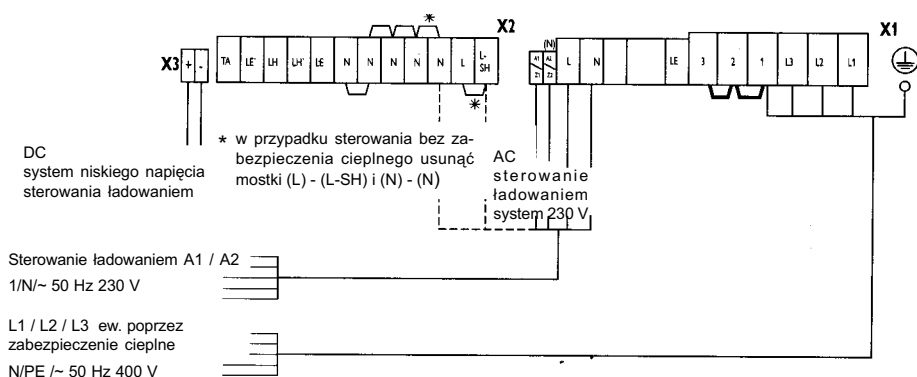 *
X2
(N)
X1
X3
+ -
TA LE' LH LH' LE N N N N N L L-SH
A1 Z1 A2 Z2 L N LE 3 2 1 L3 L2 L1
*
DC
system niskiego napięcia
sterowania ładowaniem
* w przypadku sterowania bez za-
bezpieczenia cieplnego usunąć
mostki (L) - (L-SH) i (N) - (N)
AC
sterowanie
ładowaniem
system 230 V
Sterowanie ładowaniem A1 / A2
1/N/~ 50 Hz 230 V
L1 / L2 / L3 ew. poprzez
zabezpieczenie cieplne
N/PE /~ 50 Hz 400 V